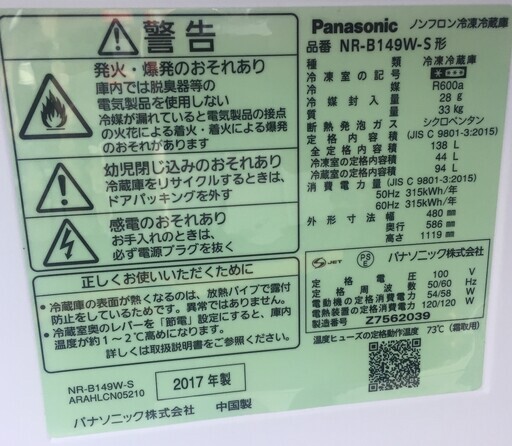 警告
発火・爆発のおそれあり
庫内では脱臭器等の
電気製品を使用しない
冷媒が漏れていると電気製品の接点
の火花による着火・着火による爆発
のおそれがあります
幼児閉じ込みのおそれあり
冷蔵庫をリサイクルするときは、
ドアパッキングを外す
感電のおそれあり
お手入れのときは、
必ず電源プラグを抜く
正しくお使いいただくために
・冷蔵庫の表面が熱くなるのは、放熱パイプで露付
防止をしているためです。異常ではありません。
・冷蔵室奥のレバーを「節電」設定にすると、庫内
温度が約1～2℃高めになります。
詳しくは取扱説明書をご参照ください。
NR-B149W-S
ARAHLCN05210
2017年製
パナソニック株式会社 中国製
Panasonic ノンフロン冷凍冷蔵庫
品番 NR-B149W-S形
種類 冷凍冷蔵庫
冷凍室の記号
冷媒 R600a
冷媒封入量 28 g
質量 33 kg
断熱発泡ガス シクロペンタン
定格内容積 (JIS C 9801-3:2015)
全定格内容積 138 L
冷凍室の定格内容積 44 L
冷蔵室の定格内容積 94 L
消費電力量 (JIS C 9801-3:2015)
50Hz 315kWh/年
60Hz 315kWh/年
外形寸法 幅 480 mm
奥行 586 mm
高さ 1119 mm
S JET PSE パナソニック株式会社
定格電圧 100 V
定格周波数 50/60 Hz
電動機の定格消費電力 54/58 W
電熱装置の定格消費電力 120/120 W
製造番号 Z7562039
温度ヒューズの定格動作温度 73℃ (霜取用)